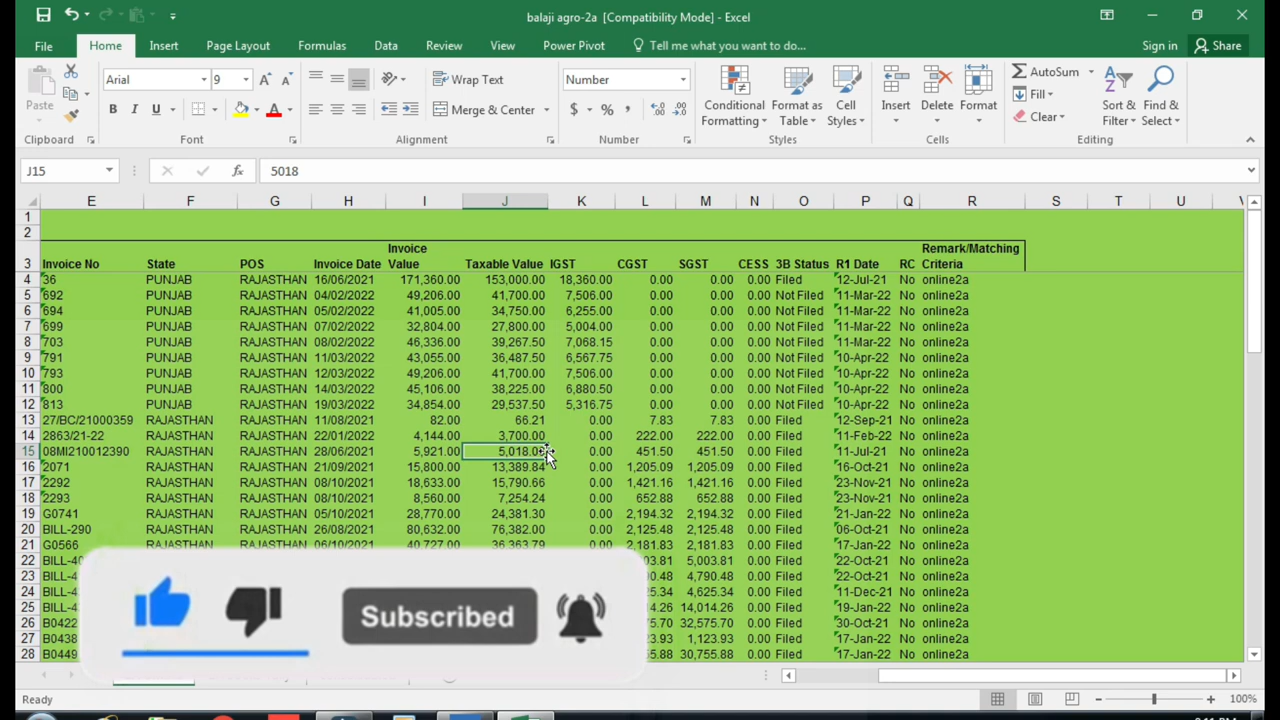 balaji agro-2a [Compatibility Mode] - Excel
File Home Insert Page Layout Formulas Data Review View Power Pivot Tell me what you want to do... Sign in Share
Arial 9 Wrap Text Number AutoSum
Paste B I U Merge & Center $ % , Conditional Formatting Format as Table Cell Styles Insert Delete Format Fill Clear Sort & Filter Find & Select
Clipboard Font Alignment Number Styles Cells Editing
J15 fx 5018
E F G H I J K L M N O P Q R S T U
1
2
3 Invoice No State POS Invoice Date Invoice Value Taxable Value IGST CGST SGST CESS 3B Status R1 Date RC Remark/Matching Criteria
4 36 PUNJAB RAJASTHAN 16/06/2021 171,360.00 153,000.00 18,360.00 0.00 0.00 0.00 Filed 12-Jul-21 No online2a
5 692 PUNJAB RAJASTHAN 04/02/2022 49,206.00 41,700.00 7,506.00 0.00 0.00 0.00 Not Filed 11-Mar-22 No online2a
6 694 PUNJAB RAJASTHAN 05/02/2022 41,005.00 34,750.00 6,255.00 0.00 0.00 0.00 Not Filed 11-Mar-22 No online2a
7 699 PUNJAB RAJASTHAN 07/02/2022 32,804.00 27,800.00 5,004.00 0.00 0.00 0.00 Not Filed 11-Mar-22 No online2a
8 703 PUNJAB RAJASTHAN 08/02/2022 46,336.00 39,267.50 7,068.15 0.00 0.00 0.00 Not Filed 11-Mar-22 No online2a
9 791 PUNJAB RAJASTHAN 11/03/2022 43,055.00 36,487.50 6,567.75 0.00 0.00 0.00 Not Filed 10-Apr-22 No online2a
10 793 PUNJAB RAJASTHAN 12/03/2022 49,206.00 41,700.00 7,506.00 0.00 0.00 0.00 Not Filed 10-Apr-22 No online2a
11 800 PUNJAB RAJASTHAN 14/03/2022 45,106.00 38,225.00 6,880.50 0.00 0.00 0.00 Not Filed 10-Apr-22 No online2a
12 813 PUNJAB RAJASTHAN 19/03/2022 34,854.00 29,537.50 5,316.75 0.00 0.00 0.00 Not Filed 10-Apr-22 No online2a
13 27/BC/21000359 RAJASTHAN RAJASTHAN 11/08/2021 82.00 66.21 0.00 7.83 7.83 0.00 Filed 12-Sep-21 No online2a
14 2863/21-22 RAJASTHAN RAJASTHAN 22/01/2022 4,144.00 3,700.00 0.00 222.00 222.00 0.00 Filed 11-Feb-22 No online2a
15 08MI210012390 RAJASTHAN RAJASTHAN 28/06/2021 5,921.00 5,018.00 0.00 451.50 451.50 0.00 Filed 11-Jul-21 No online2a
16 2071 RAJASTHAN RAJASTHAN 21/09/2021 15,800.00 13,389.84 0.00 1,205.09 1,205.09 0.00 Filed 16-Oct-21 No online2a
17 2292 RAJASTHAN RAJASTHAN 08/10/2021 18,633.00 15,790.66 0.00 1,421.16 1,421.16 0.00 Filed 23-Nov-21 No online2a
18 2293 RAJASTHAN RAJASTHAN 08/10/2021 8,560.00 7,254.24 0.00 652.88 652.88 0.00 Filed 23-Nov-21 No online2a
19 G0741 RAJASTHAN RAJASTHAN 05/10/2021 28,770.00 24,381.30 0.00 2,194.32 2,194.32 0.00 Filed 19-Nov-21 No online2a
20 BILL-290 RAJASTHAN RAJASTHAN 26/08/2021 80,632.00 76,382.00 0.00 2,125.48 2,125.48 0.00 Filed 06-Oct-21 No online2a
21 G0566 RAJASTHAN RAJASTHAN 06/10/2021 40,727.00 36,363.79 0.00 2,181.83 2,181.83 0.00 Filed 17-Jan-22 No online2a
22 5,003.81 0.00 Filed 22-Oct-21 No online2a
23 4,790.48 0.00 Filed 22-Oct-21 No online2a
24 4,625.34 0.00 Filed 11-Dec-21 No online2a
25 14,014.26 0.00 Filed 19-Jan-22 No online2a
26 B0422 32,575.70 0.00 Filed 30-Oct-21 No online2a
27 B0438 1,123.93 0.00 Filed 17-Jan-22 No online2a
28 B0449 30,755.88 0.00 Filed 17-Jan-22 No online2a
Subscribed
Ready 100%